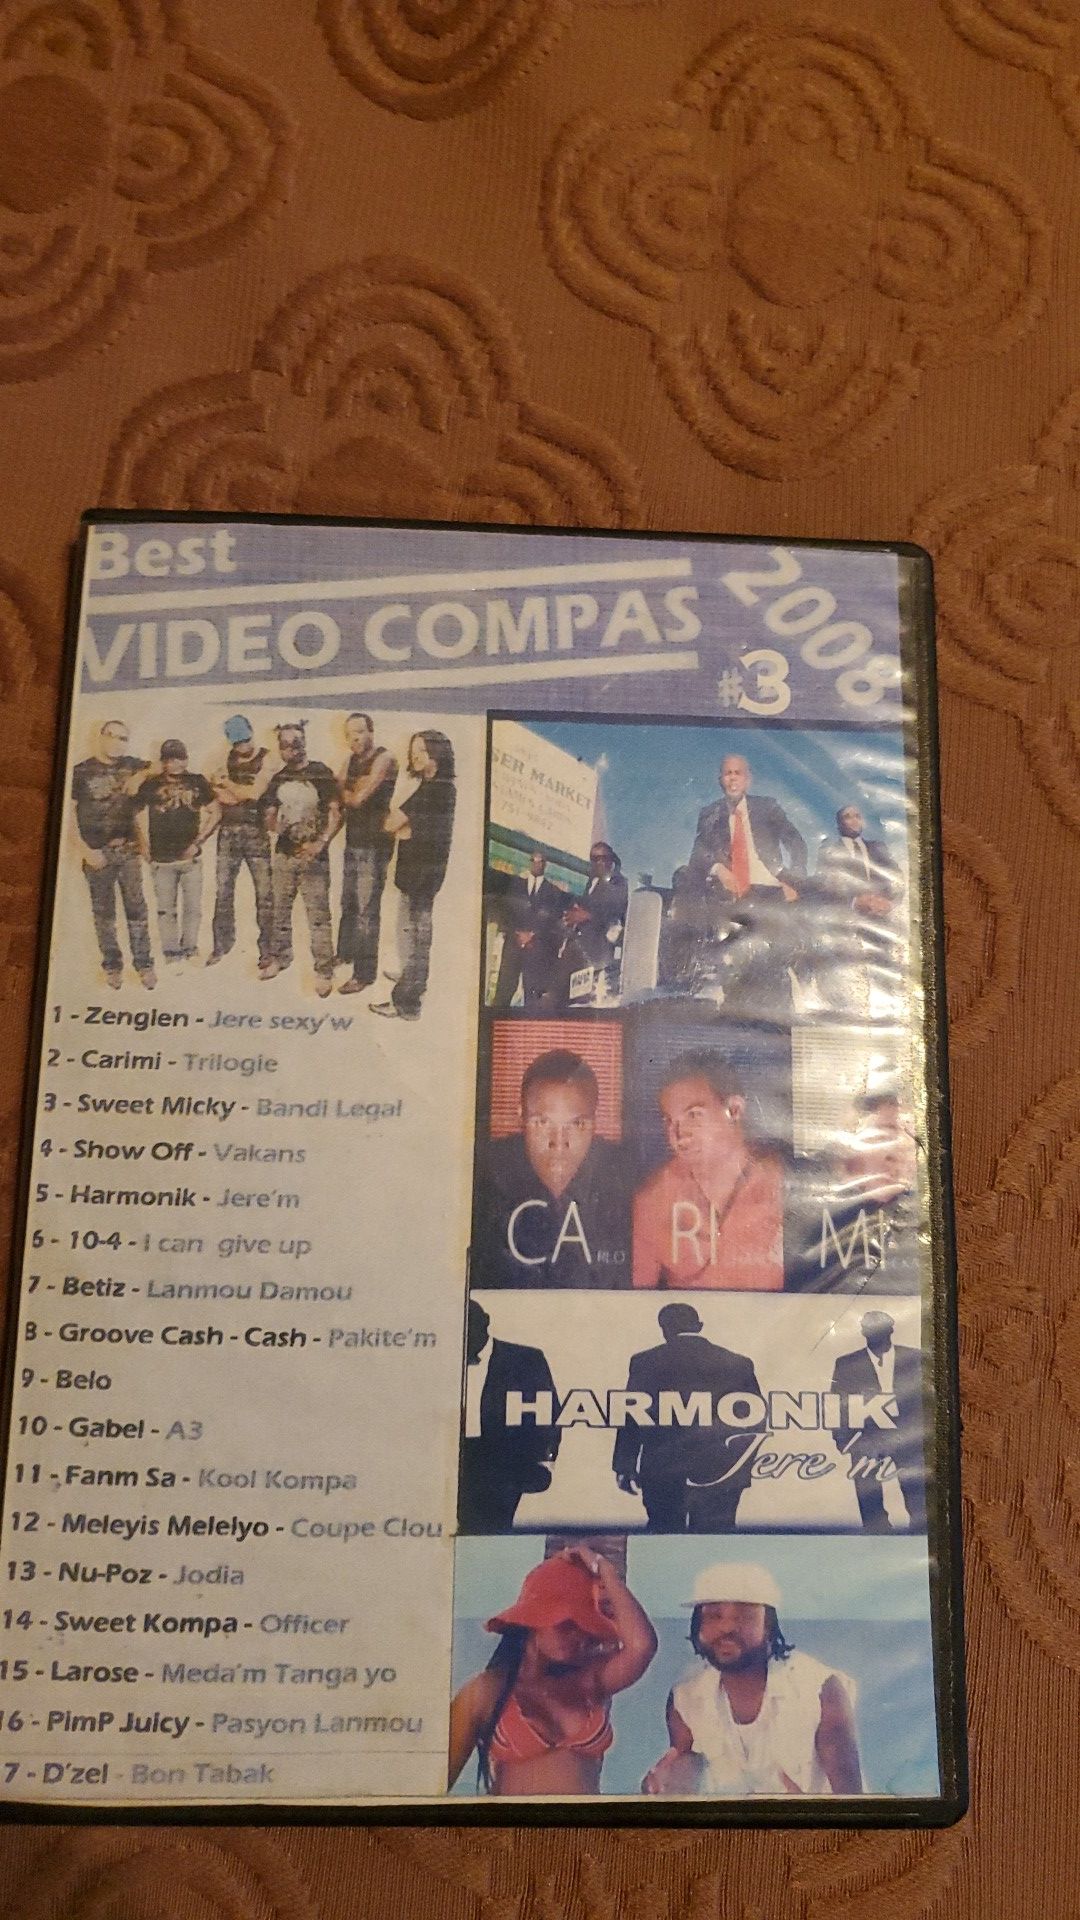 Best
VIDEO COMPAS
2008
#3
SER MARKET
1 - Zenglen - Jere sexy'w
2 - Carimi - Trilogie
3 - Sweet Micky - Bandi Legal
4 - Show Off - Vakans
5 - Harmonik - Jere'm
6 - 10-4 - I can give up
7 - Betiz - Lanmou Damou
8 - Groove Cash - Cash - Pakite'm
9 - Belo
10 - Gabel - A3
11 - Fanm Sa - Kool Kompa
12 - Meleyis Melelyo - Coupe Clou
13 - Nu-Poz - Jodia
14 - Sweet Kompa - Officer
15 - Larose - Meda'm Tanga yo
16 - PimP Juicy - Pasyon Lanmou
7 - D'zel - Bon Tabak
CARLO RI MI
HARMONIK
Jere'm